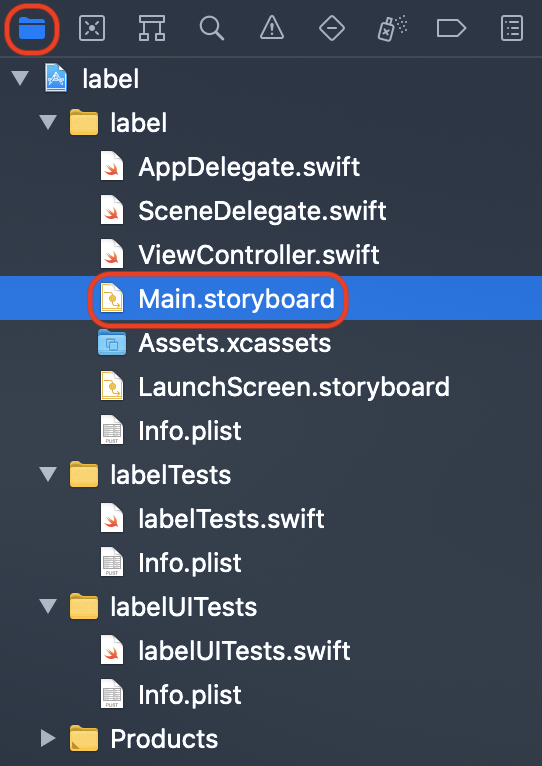 label
label
AppDelegate.swift
SceneDelegate.swift
ViewController.swift
Main.storyboard
Assets.xcassets
LaunchScreen.storyboard
Info.plist
labelTests
labelTests.swift
Info.plist
labelUITests
labelUITests.swift
Info.plist
Products